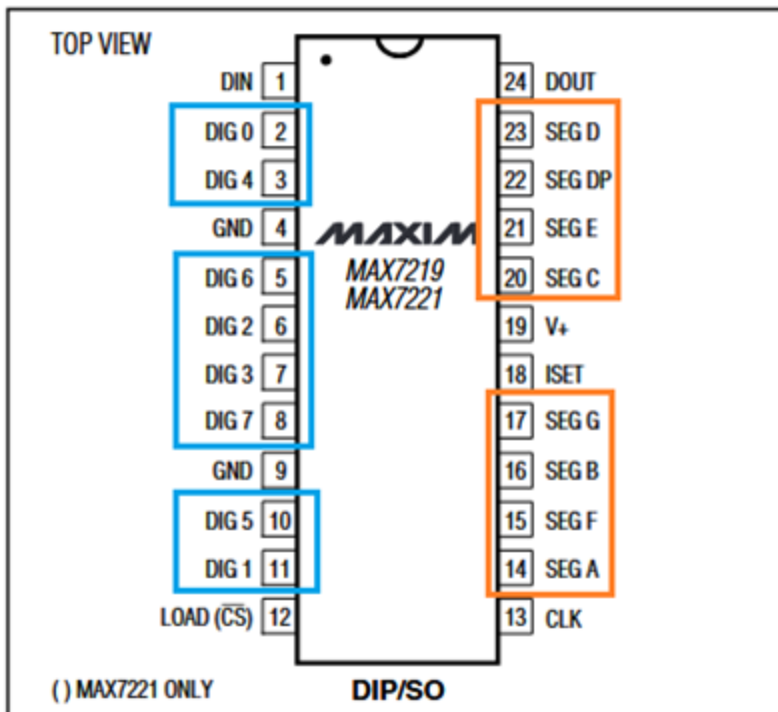 TOP VIEW
DIN 1 24 DOUT
DIG 0 2 23 SEG D
DIG 4 3 22 SEG DP
GND 4 MAXIM 21 SEG E
DIG 6 5 MAX7219 20 SEG C
MAX7221
DIG 2 6 19 V+
DIG 3 7 18 ISET
DIG 7 8 17 SEG G
GND 9 16 SEG B
DIG 5 10 15 SEG F
DIG 1 11 14 SEG A
LOAD (C̅S̅) 12 13 CLK
( ) MAX7221 ONLY DIP/SO